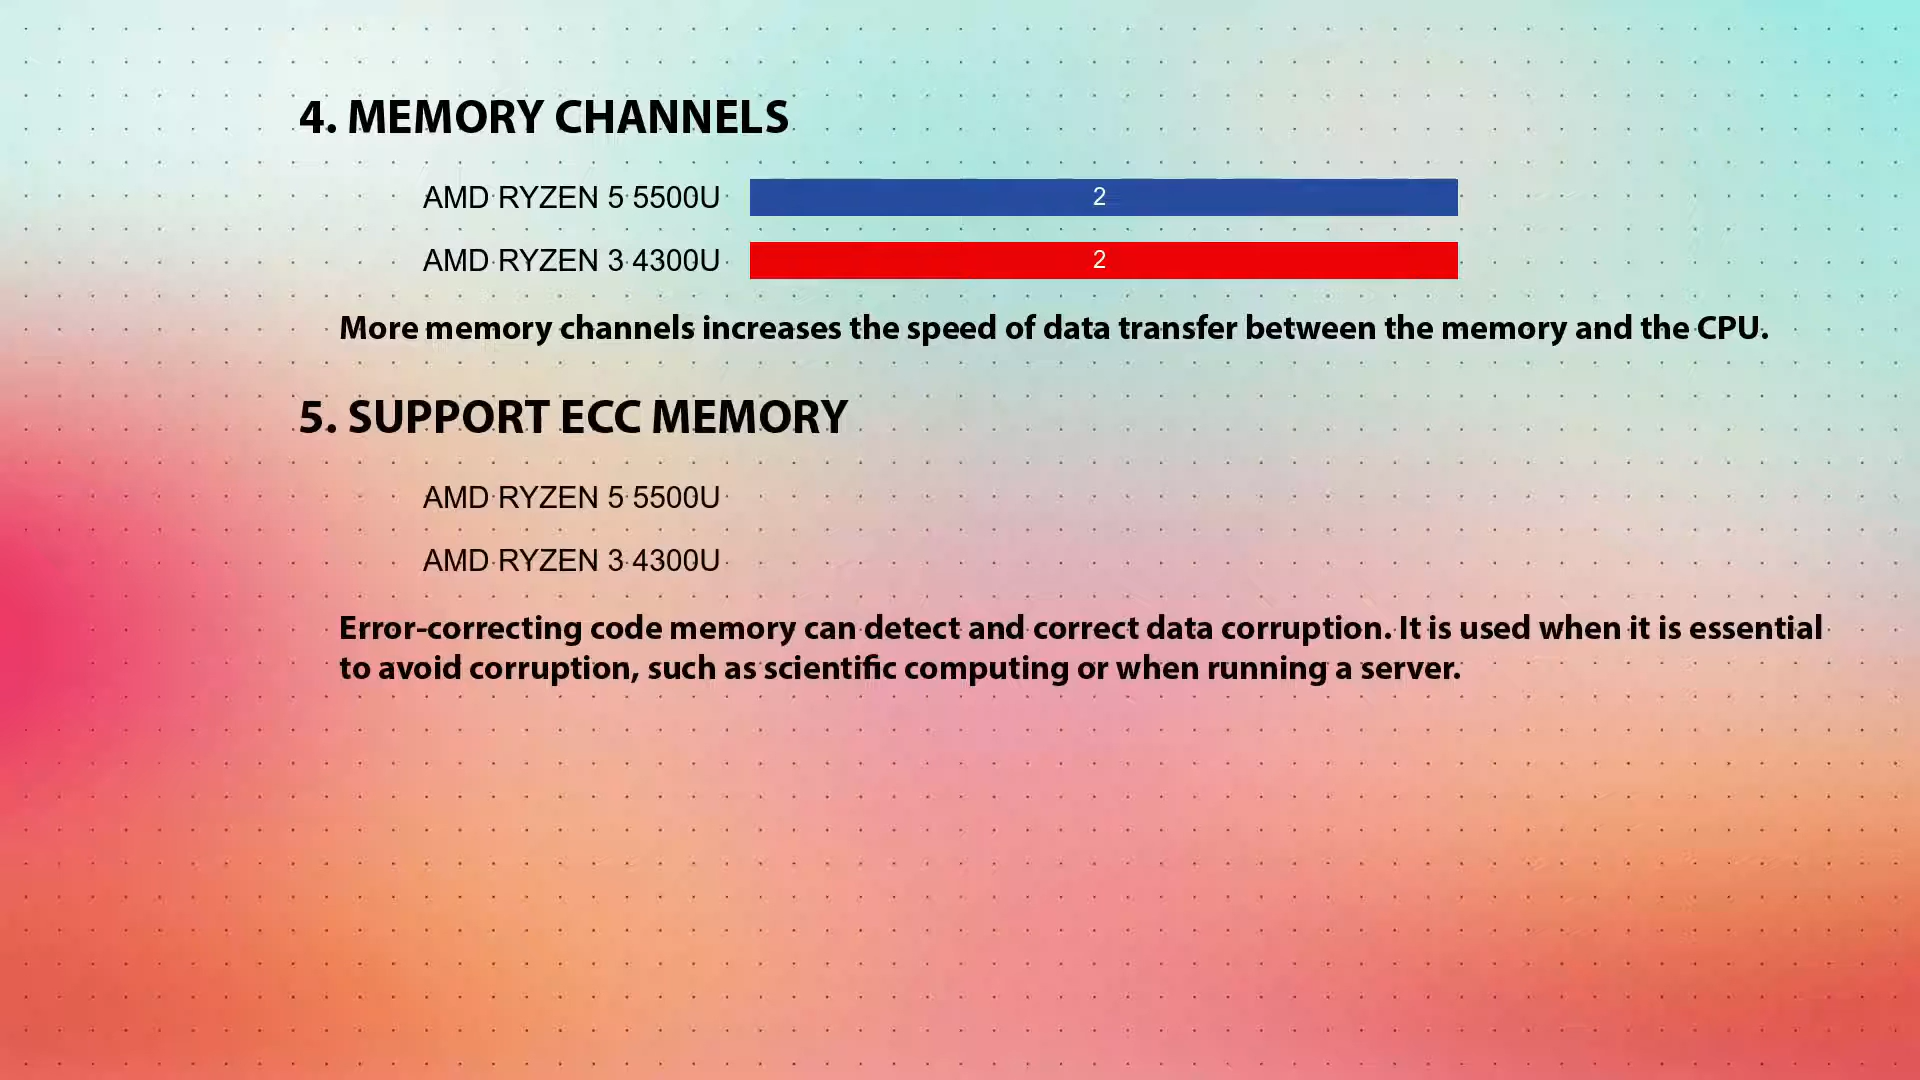 4. MEMORY CHANNELS
AMD RYZEN 5 5500U
2
AMD RYZEN 3 4300U
2
More memory channels increases the speed of data transfer between the memory and the CPU.
5. SUPPORT ECC MEMORY
AMD RYZEN 5 5500U
AMD RYZEN 3 4300U
Error-correcting code memory can detect and correct data corruption. It is used when it is essential
to avoid corruption, such as scientific computing or when running a server.